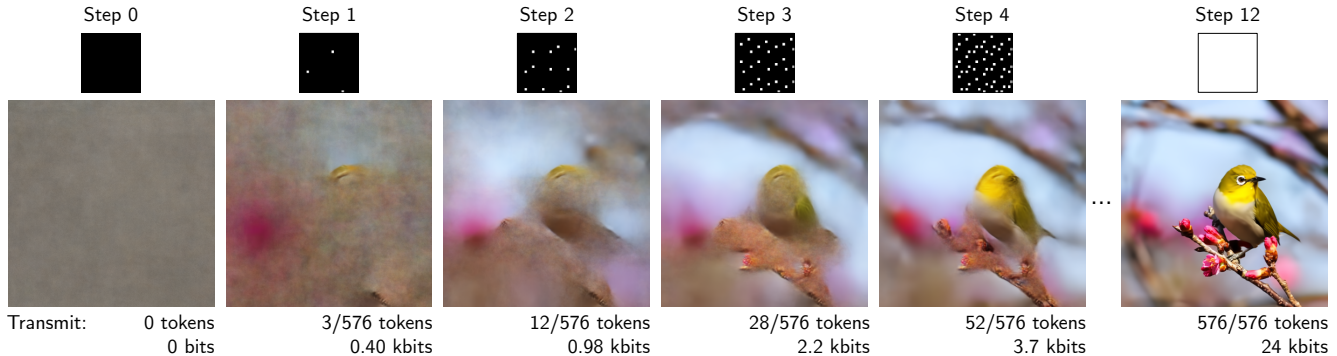 Step 0 Step 1 Step 2 Step 3 Step 4 Step 12
...
Transmit: 0 tokens 3/576 tokens 12/576 tokens 28/576 tokens 52/576 tokens 576/576 tokens
0 bits 0.40 kbits 0.98 kbits 2.2 kbits 3.7 kbits 24 kbits